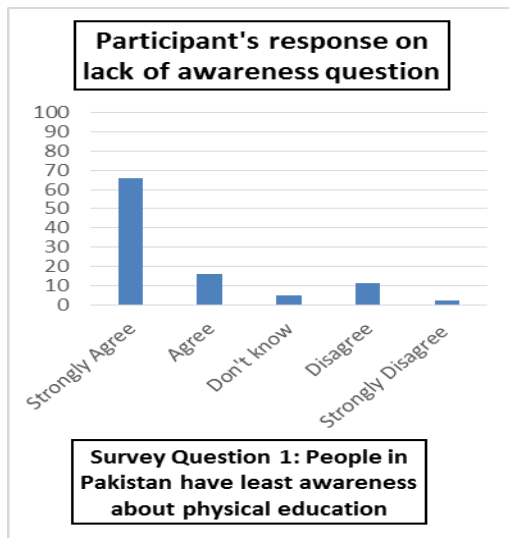 Participant's response on
lack of awareness question
100
90
80
70
60
50
40
30
20
10
0
Strongly Agree
Agree
Don't know
Disagree
Strongly Disagree
Survey Question 1: People in
Pakistan have least awareness
about physical education